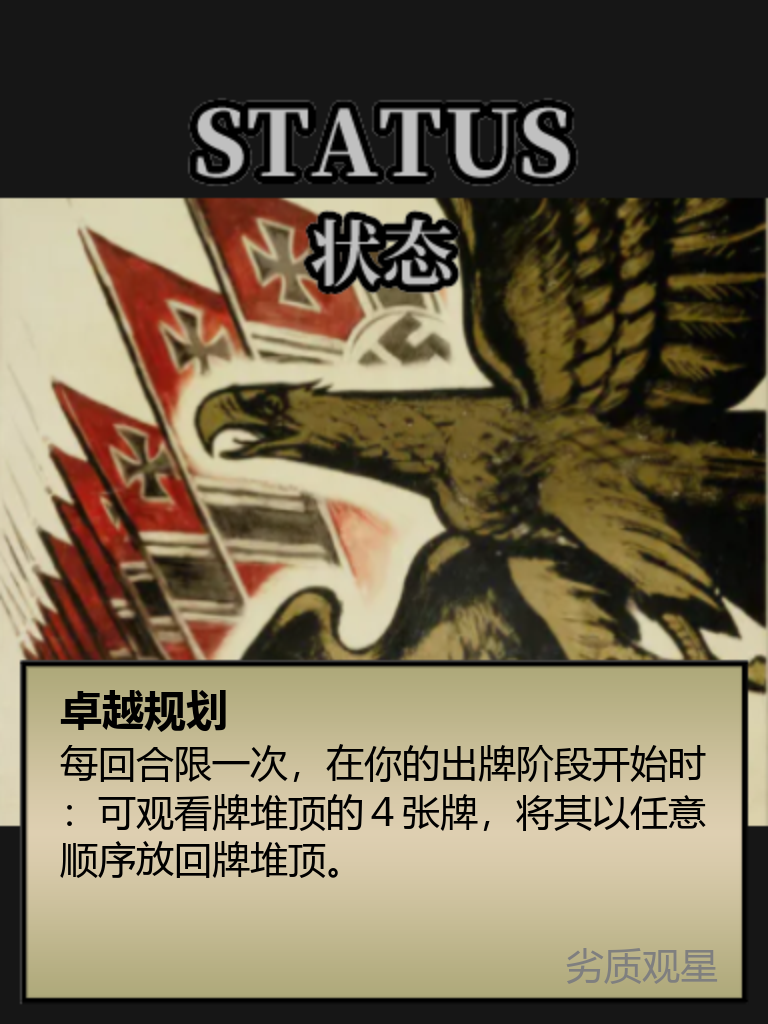 STATUS
状态
卓越规划
每回合限一次，在你的出牌阶段开始时
：可观看牌堆顶的４张牌，将其以任意
顺序放回牌堆顶。
劣质观星